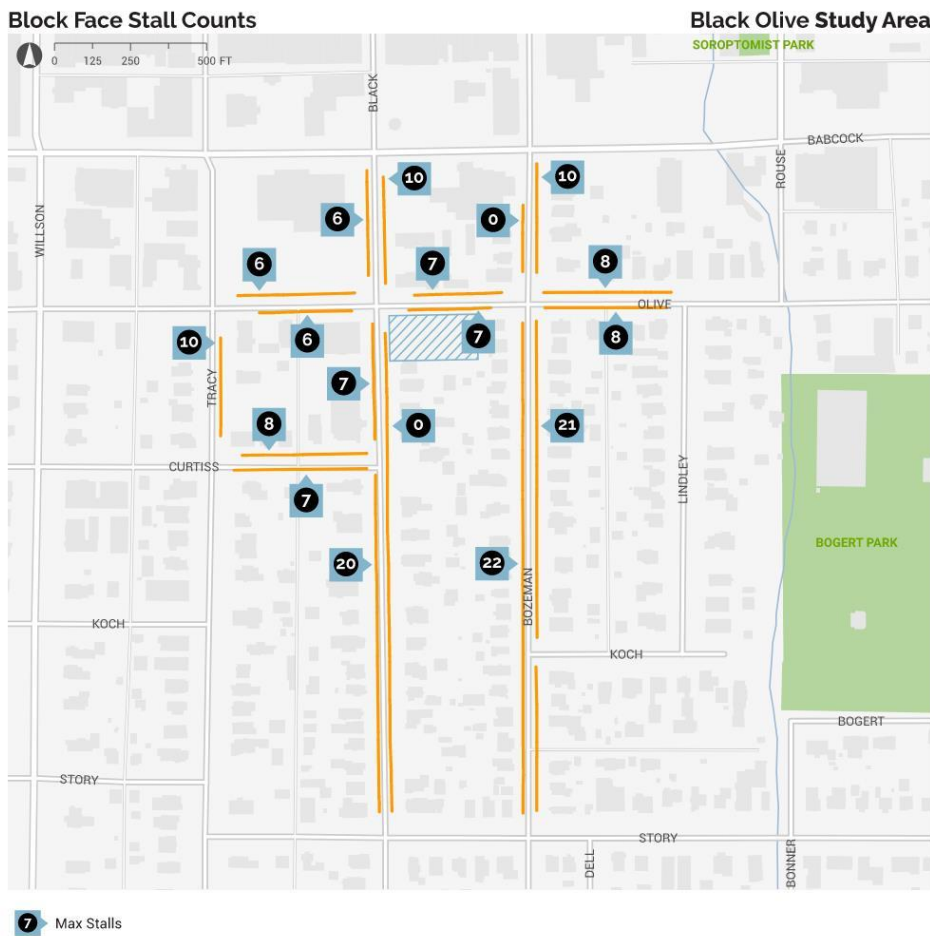 Block Face Stall Counts
Black Olive Study Area
SOROPTOMIST PARK
0 125 250 500 FT
BLACK
BABCOCK
ROUSE
WILLSON
10
10
6
0
6
7
8
OLIVE
10
6
7
8
TRACY
7
8
0
21
CURTISS
LINDLEY
7
BOGERT PARK
20
22
BOZEMAN
KOCH
KOCH
BOGERT
STORY
STORY
DELL
BONNER
7 Max Stalls